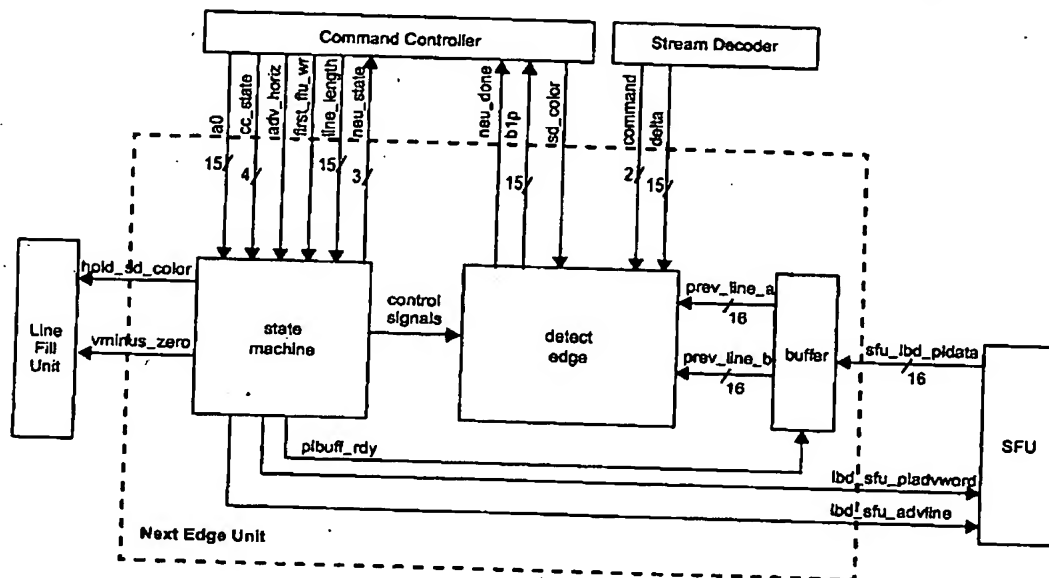 Command Controller
Stream Decoder
a0
cc_state
adv_horiz
first_flu_wr
line_length
neu_state
neu_done
b1p
sd_color
command
delta
15
4
15
3
15
2
15
hold_sd_color
vminus_zero
Line
Fill
Unit
state
machine
control
signals
detect
edge
prev_line_a
16
prev_line_b
16
buffer
sfu_lbd_pldata
16
SFU
plbuff_rdy
lbd_sfu_pladvword
lbd_sfu_advline
Next Edge Unit